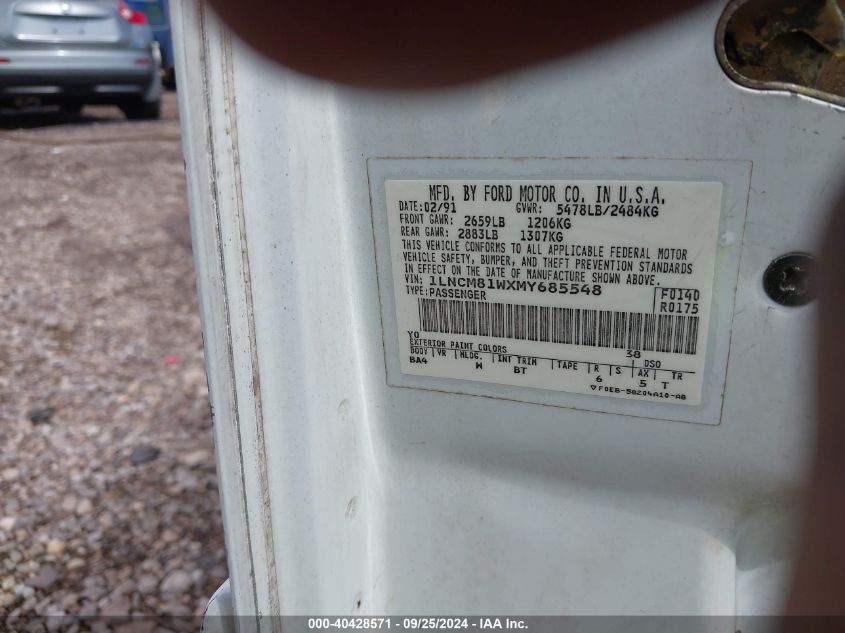 MFD. BY FORD MOTOR CO. IN U.S.A.
DATE: 02/91 GVWR: 5478LB/2484KG
FRONT GAWR: 2659LB 1206KG
REAR GAWR: 2883LB 1307KG
THIS VEHICLE CONFORMS TO ALL APPLICABLE FEDERAL MOTOR
VEHICLE SAFETY, BUMPER, AND THEFT PREVENTION STANDARDS
IN EFFECT ON THE DATE OF MANUFACTURE SHOWN ABOVE.
VIN: 1LNCM81WXMY685548 F0140
TYPE: PASSENGER R0175
YO 38
EXTERIOR PAINT COLORS DSO
BODY VR MLDG. INT TRIM TAPE R S AX TR
BA4 W BT 6 5 T
▽F0EB-58204A10-AB
000-40428571 - 09/25/2024 - IAA Inc.